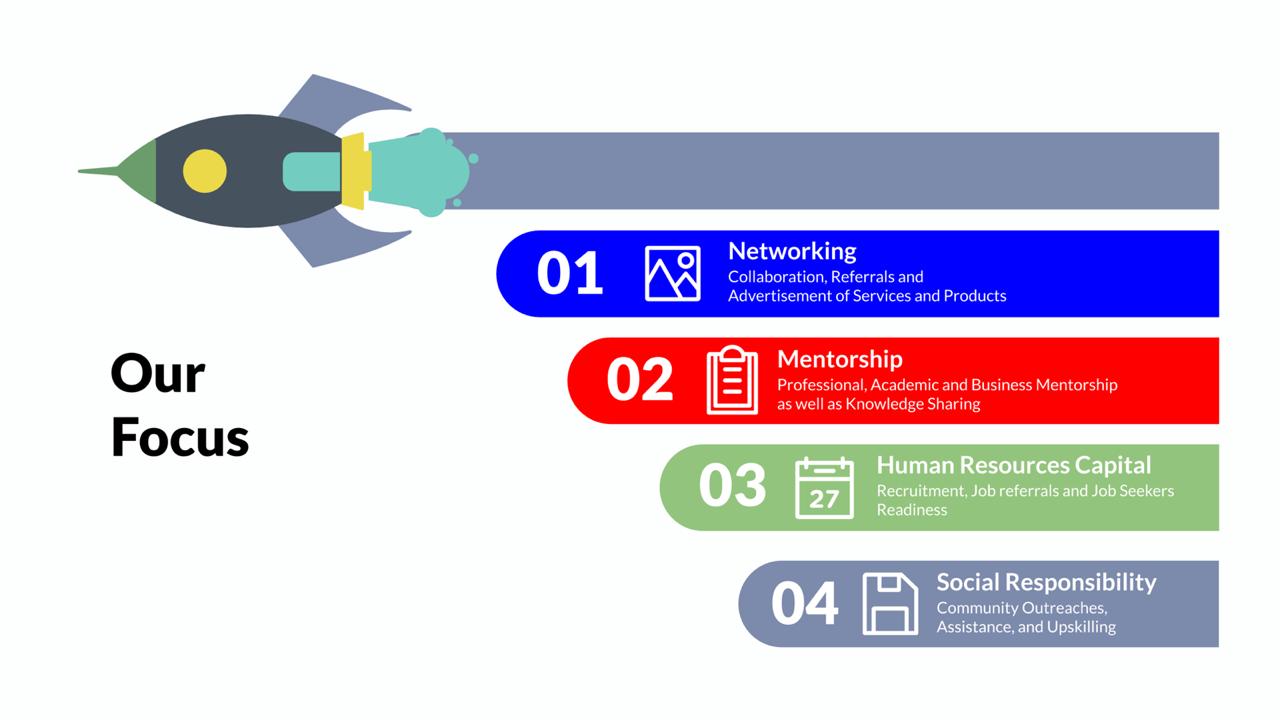 Our
Focus
01
Networking
Collaboration, Referrals and
Advertisement of Services and Products
02
Mentorship
Professional, Academic and Business Mentorship
as well as Knowledge Sharing
03
27
Human Resources Capital
Recruitment, Job referrals and Job Seekers
Readiness
04
Social Responsibility
Community Outreaches,
Assistance, and Upskilling